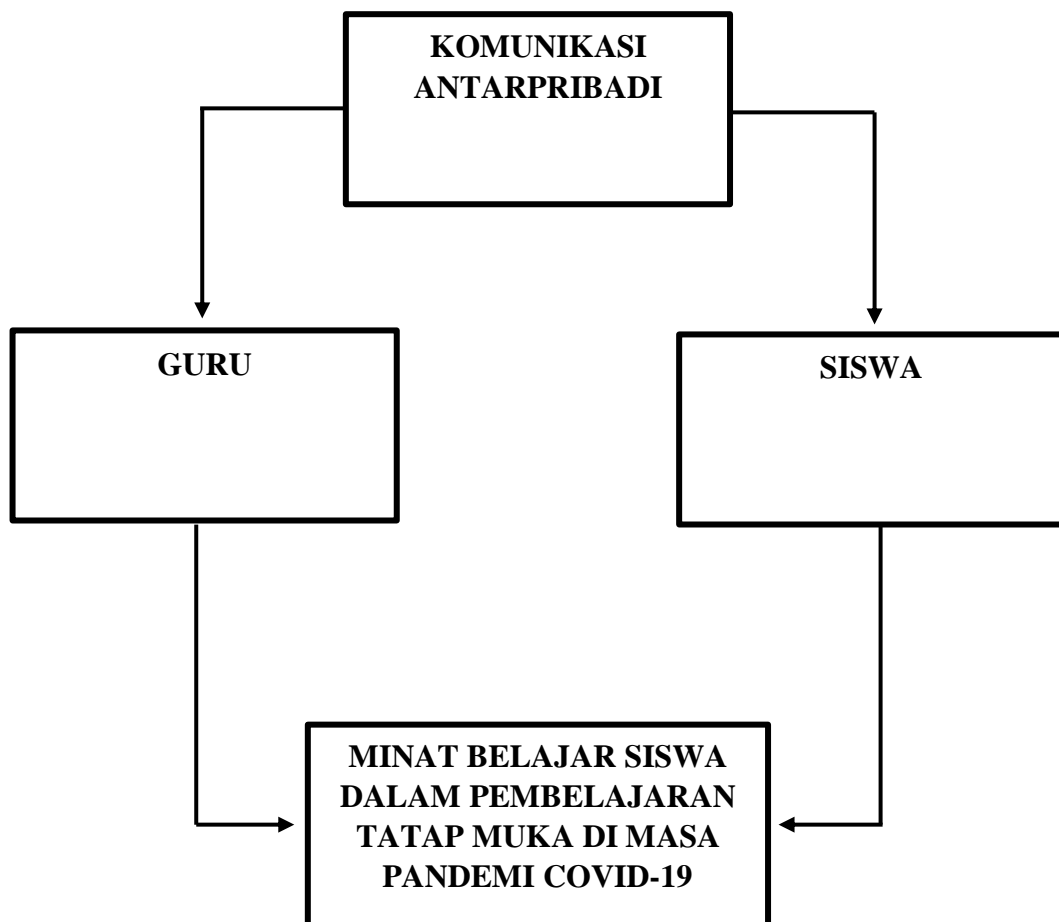 KOMUNIKASI
ANTARPRIBADI
GURU
SISWA
MINAT BELAJAR SISWA
DALAM PEMBELAJARAN
TATAP MUKA DI MASA
PANDEMI COVID-19